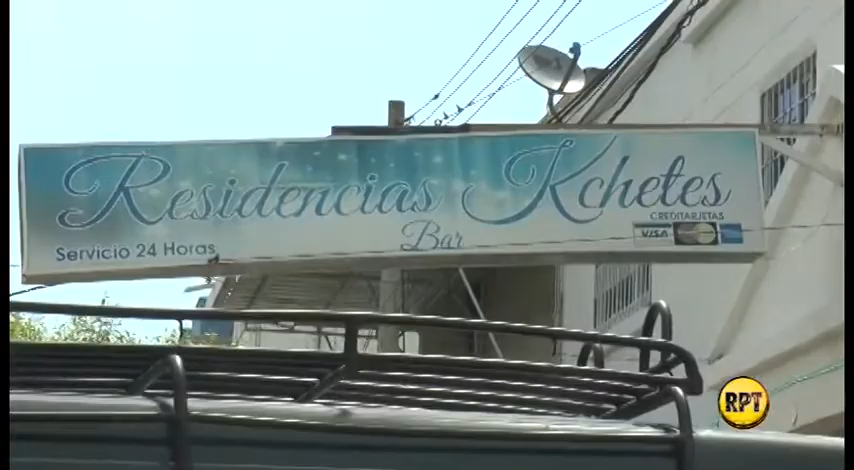 Residencias Kchetes
CREDITARJETAS
VISA
Servicio 24 Horas
Bar
RPT